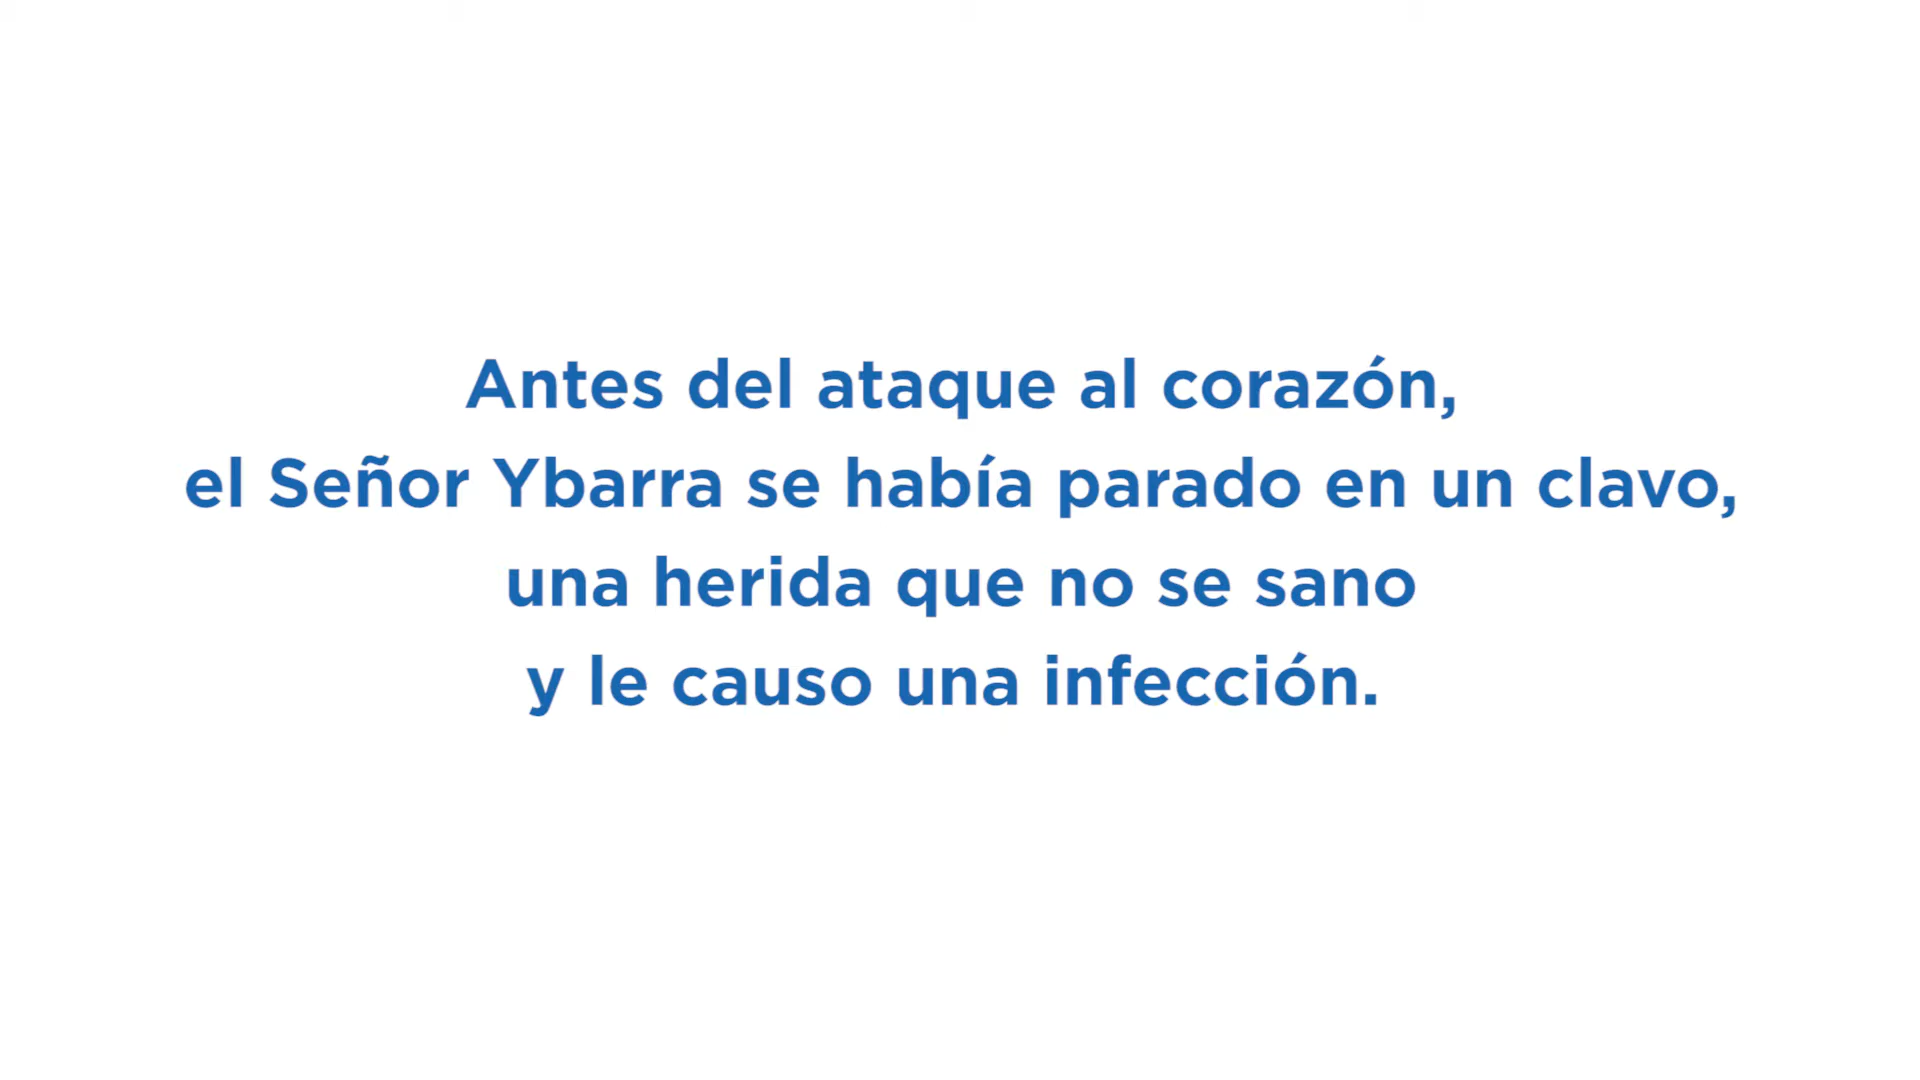 Antes del ataque al corazón,
el Señor Ybarra se había parado en un clavo,
una herida que no se sano
y le causo una infección.